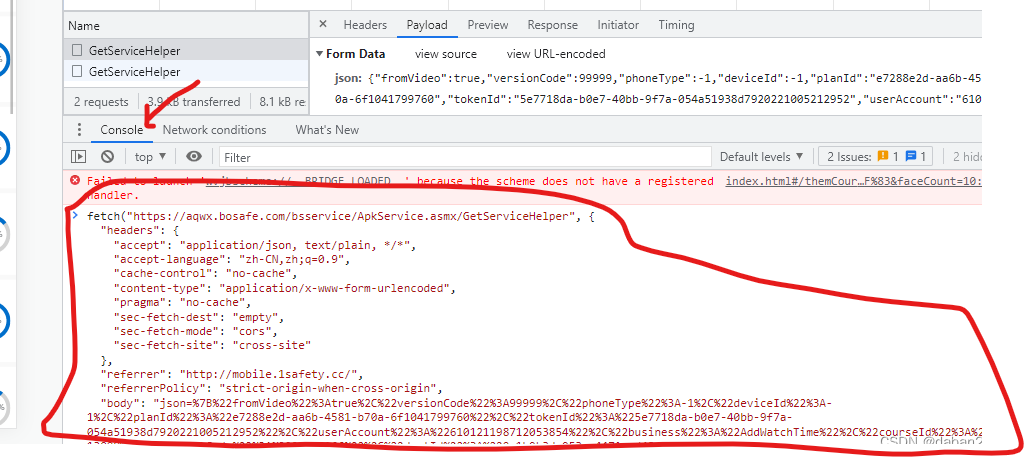 Name
GetServiceHelper
GetServiceHelper
2 requests 3.9 kB transferred 8.1 kB re
× Headers Payload Preview Response Initiator Timing
▼ Form Data view source view URL-encoded
json: {"fromVideo":true,"versionCode":99999,"phoneType":-1,"deviceId":-1,"planId":"e7288e2d-aa6b-45
0a-6f1041799760","tokenId":"5e7718da-b0e7-40bb-9f7a-054a51938d7920221005212952","userAccount":"610
Console Network conditions What's New
top ▼ Filter Default levels ▼ 2 Issues: 1 1 2 hidd
Failed to launch ' BRIDGE_LOADED ' because the scheme does not have a registered index.html#/themCour…F%83&faceCount=10:
handler.
> fetch("https://aqwx.bosafe.com/bsservice/ApkService.asmx/GetServiceHelper", {
"headers": {
"accept": "application/json, text/plain, */*",
"accept-language": "zh-CN,zh;q=0.9",
"cache-control": "no-cache",
"content-type": "application/x-www-form-urlencoded",
"pragma": "no-cache",
"sec-fetch-dest": "empty",
"sec-fetch-mode": "cors",
"sec-fetch-site": "cross-site"
},
"referrer": "http://mobile.1safety.cc/",
"referrerPolicy": "strict-origin-when-cross-origin",
"body": "json=%7B%22fromVideo%22%3Atrue%2C%22versionCode%22%3A99999%2C%22phoneType%22%3A-1%2C%22deviceId%22%3A-
1%2C%22planId%22%3A%22e7288e2d-aa6b-4581-b70a-6f1041799760%22%2C%22tokenId%22%3A%225e7718da-b0e7-40bb-9f7a-
054a51938d7920221005212952%22%2C%22userAccount%22%3A%22610121198712053854%22%2C%22business%22%3A%22AddWatchTime%22%2C%22courseId%22%3A%2
CSDN @daban2